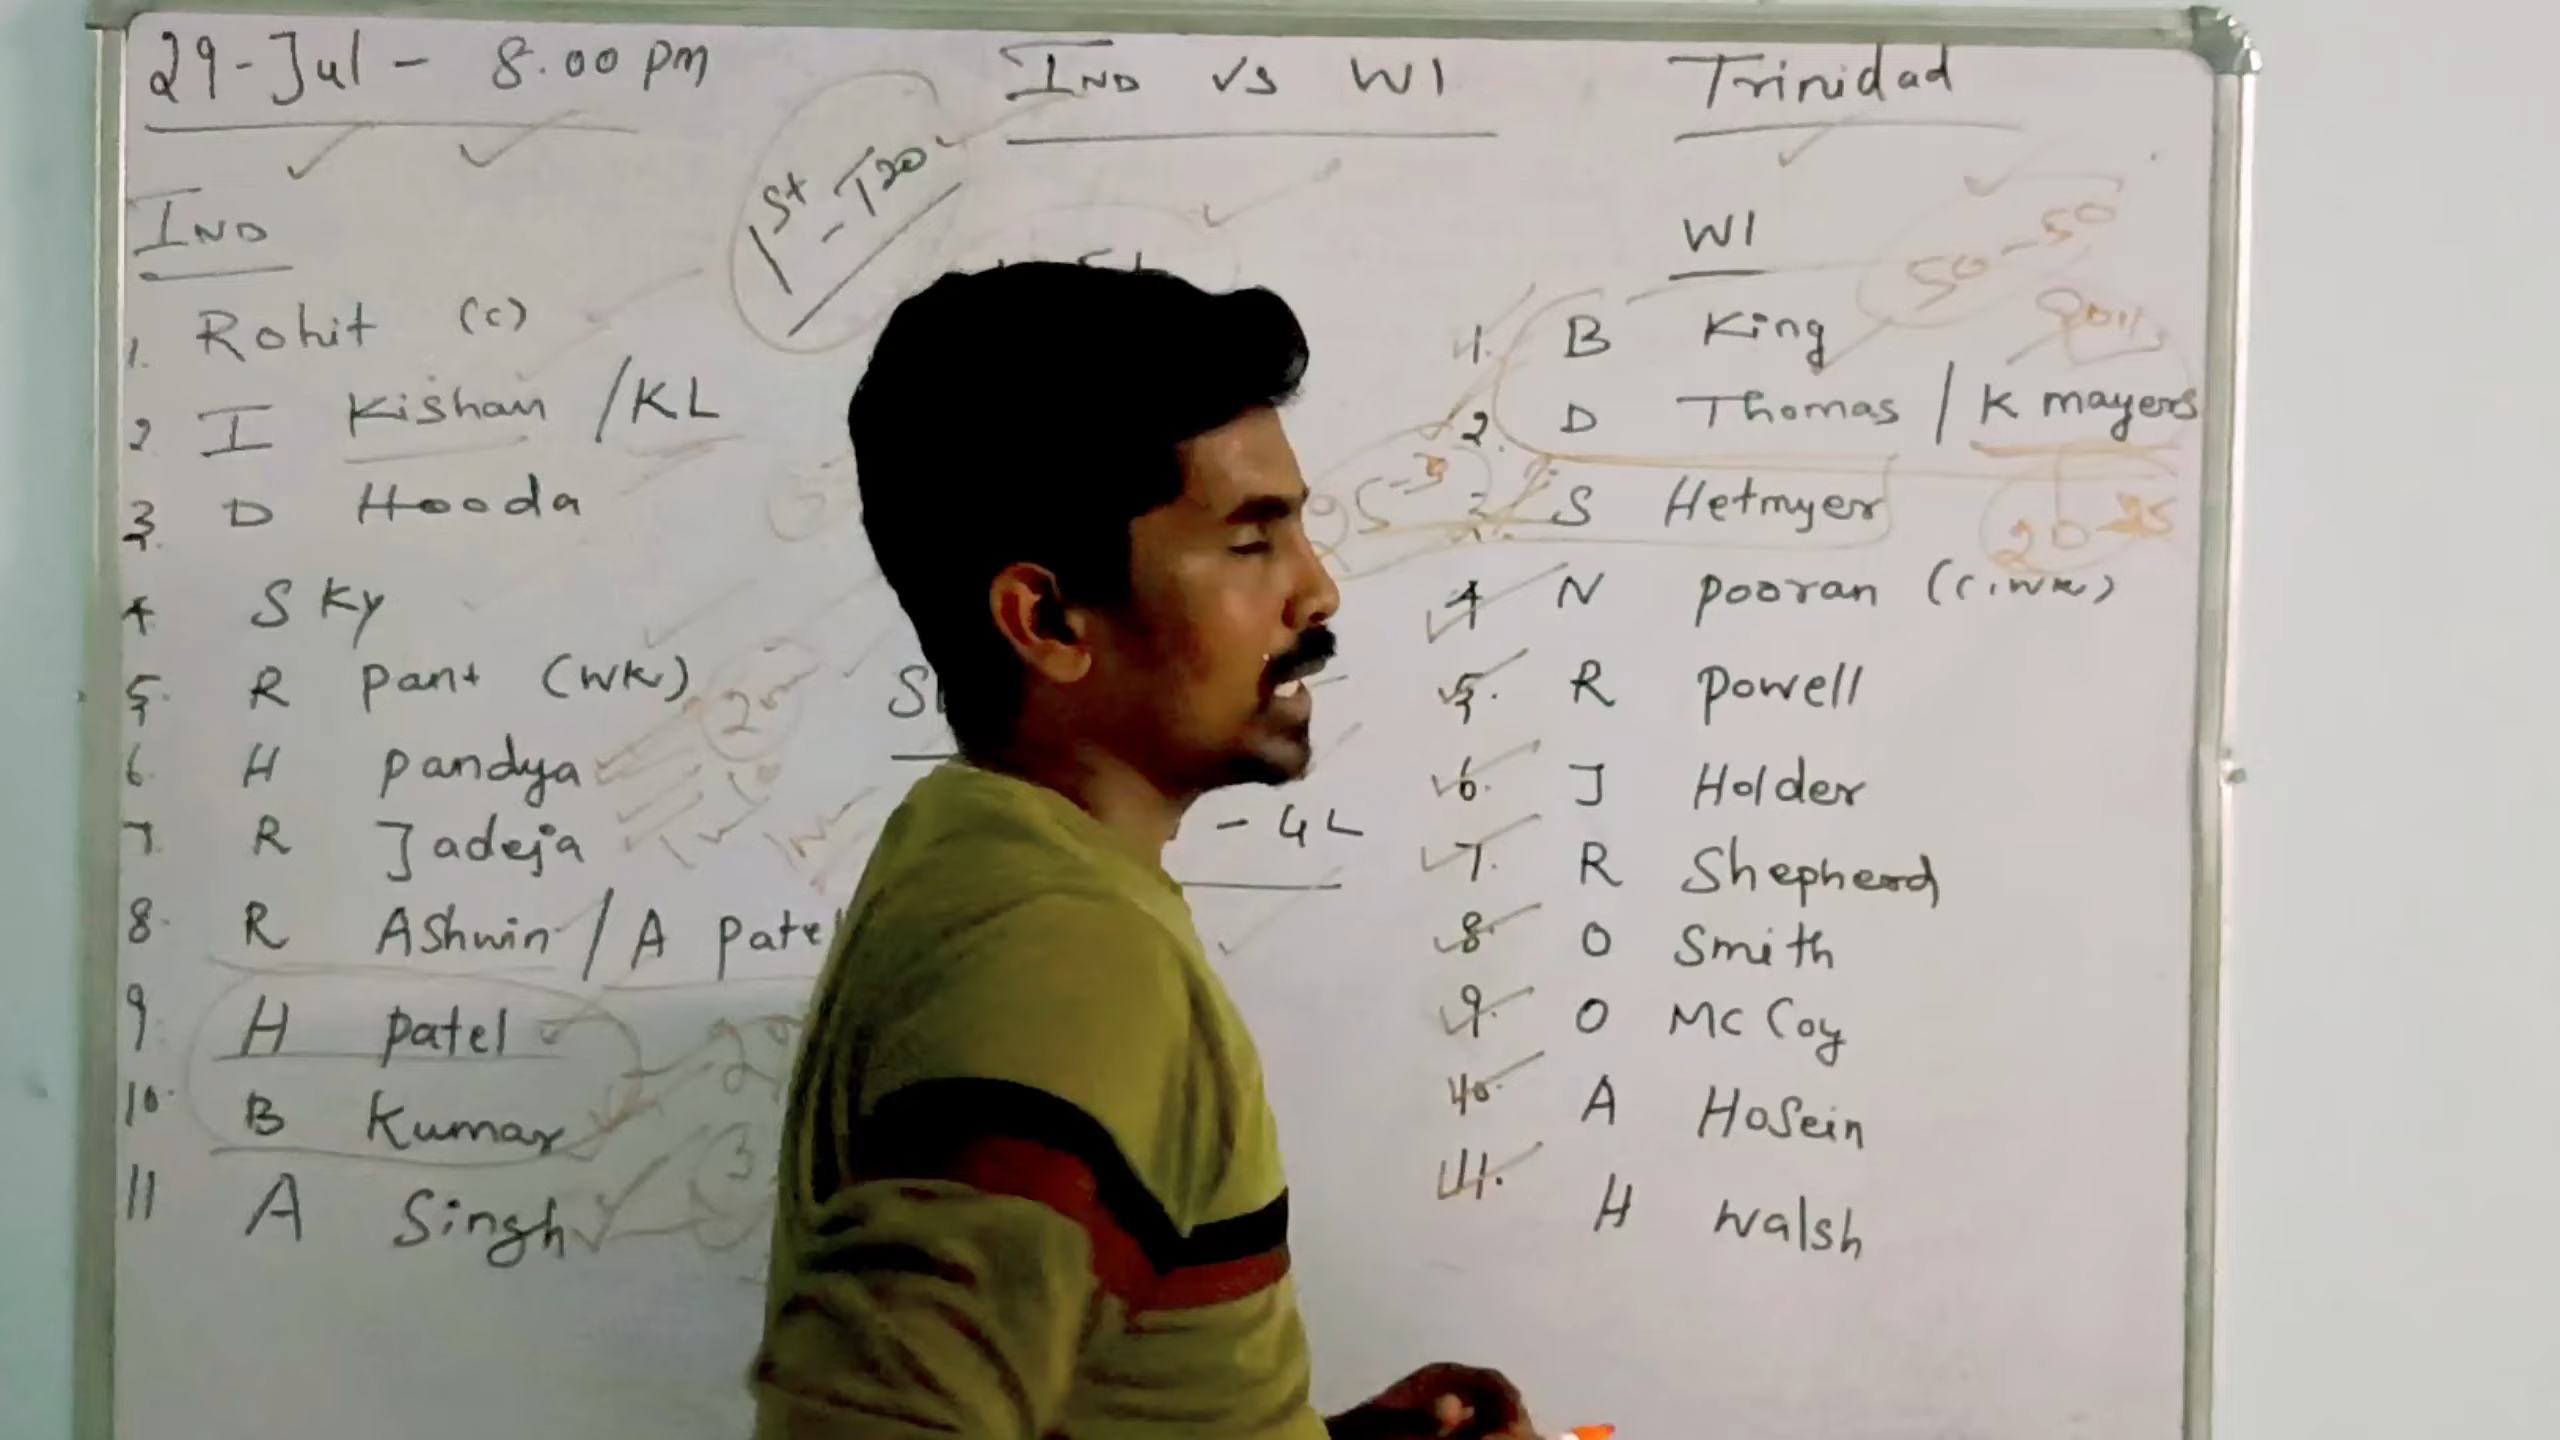 29-Jul - 8.00 pm
IND vs WI
Trinidad
1st - T20
IND
1. Rohit (c)
2. I Kishan / KL
3. D Hooda
4 Sky
5. R pant (wk)
6. H pandya
7. R Jadeja
8. R Ashwin / A pate
9. H patel
10. B Kumar
11 A Singh
- 4L
2
3
WI
50-50
1. B King
2. D Thomas / K mayers
S Hetmyer
20-25
4 N pooran (c.wk)
5. R powell
6. J Holder
7. R Shepherd
8. O Smith
9. O Mc Coy
10. A Hosein
11. H walsh